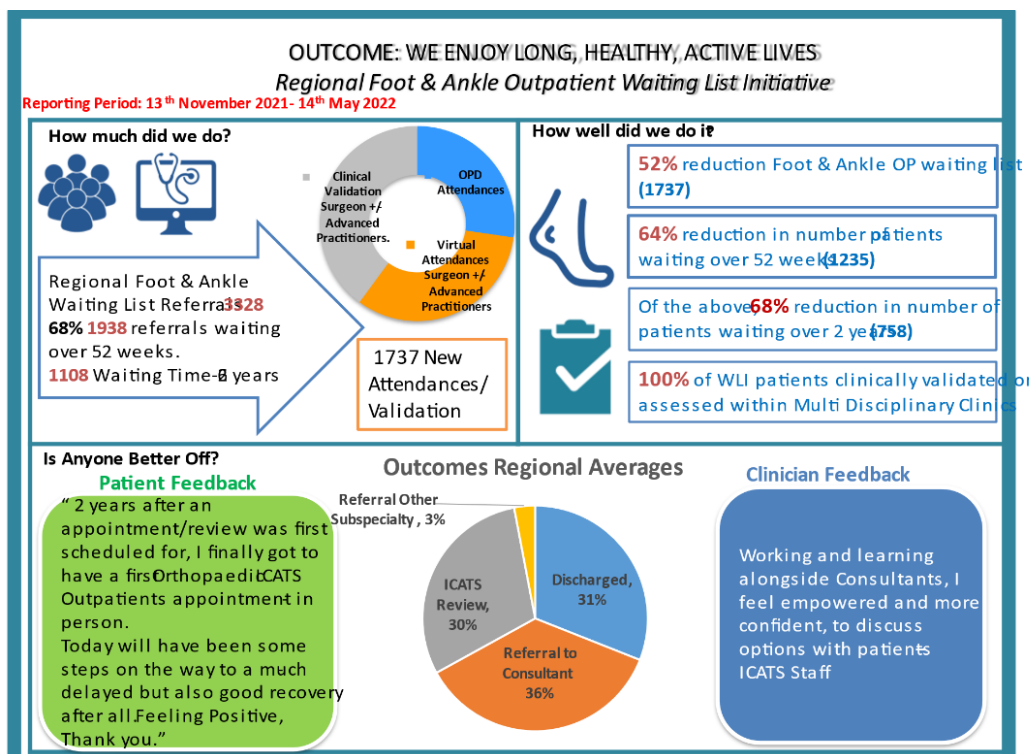 OUTCOME: WE ENJOY LONG, HEALTHY, ACTIVE LIVES
Regional Foot & Ankle Outpatient Waiting List Initiative
Reporting Period: 13th November 2021- 14th May 2022
How much did we do?
Clinical
Validation
Surgeon +/-
Advanced
Practitioners.
OPD
Attendances
Virtual
Attendances
Surgeon +/-
Advanced
Practitioners
Regional Foot & Ankle
Waiting List Referrals 3328
68% 1938 referrals waiting
over 52 weeks.
1108 Waiting Time- years
1737 New
Attendances/
Validation
How well did we do it?
52% reduction Foot & Ankle OP waiting list
(1737)
64% reduction in number of patients
waiting over 52 weeks (1235)
Of the above, 68% reduction in number of
patients waiting over 2 years (758)
100% of WLI patients clinically validated or
assessed within Multi Disciplinary Clinics
Is Anyone Better Off?
Patient Feedback
“ 2 years after an
appointment/review was first
scheduled for, I finally got to
have a first Orthopaedic ICATS
Outpatients appointment- in
person.
Today will have been some
steps on the way to a much
delayed but also good recovery
after all. Feeling Positive,
Thank you.”
Outcomes Regional Averages
Referral Other
Subspecialty , 3%
ICATS
Review,
30%
Discharged,
31%
Referral to
Consultant
36%
Clinician Feedback
Working and learning
alongside Consultants, I
feel empowered and more
confident, to discuss
options with patients-
ICATS Staff